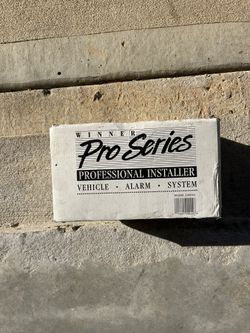 WINNER
Pro Series
PROFESSIONAL INSTALLER
VEHICLE • ALARM • SYSTEM